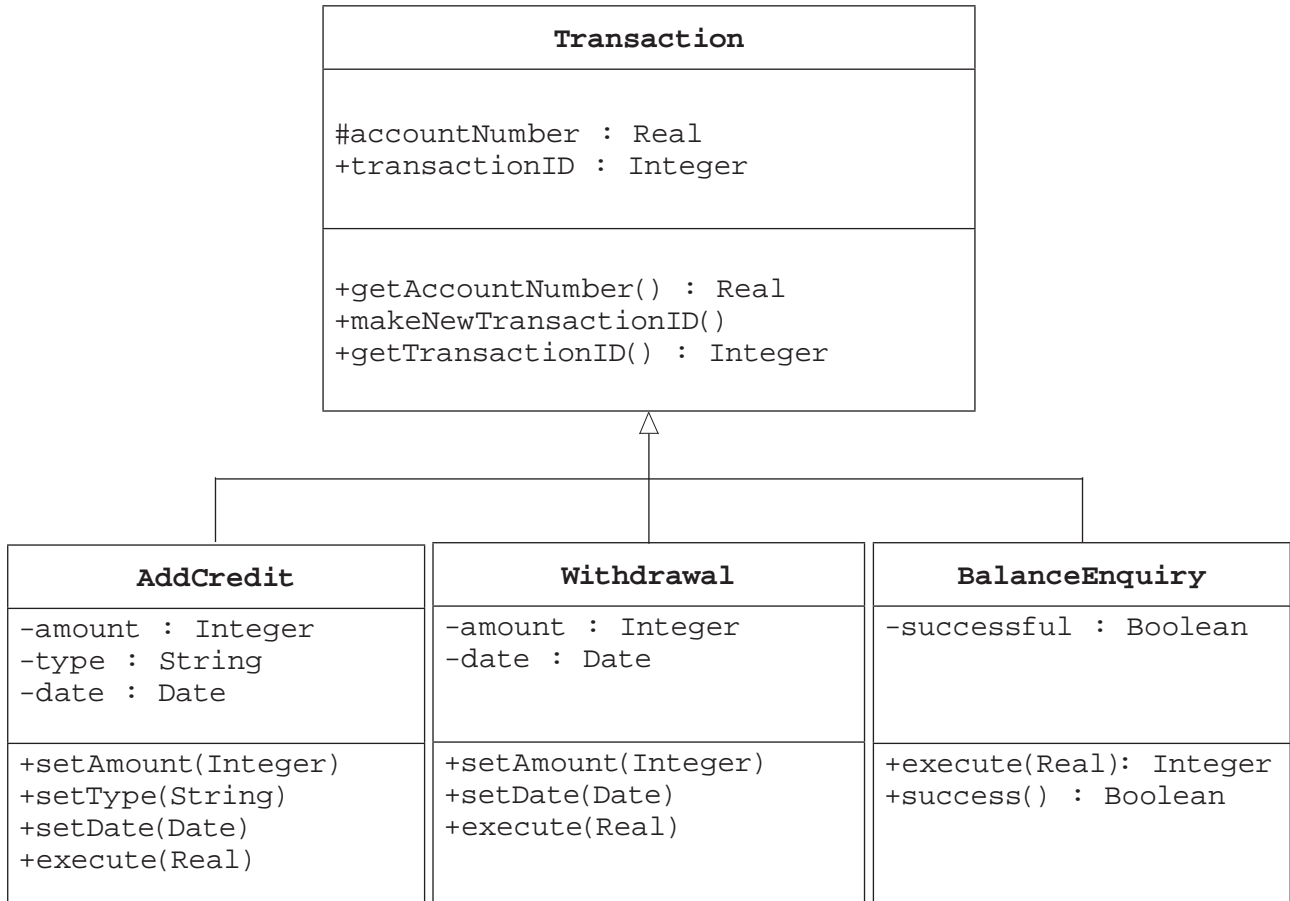 Transaction
#accountNumber : Real
+transactionID : Integer
+getAccountNumber() : Real
+makeNewTransactionID()
+getTransactionID() : Integer
AddCredit
-amount : Integer
-type : String
-date : Date
+setAmount(Integer)
+setType(String)
+setDate(Date)
+execute(Real)
Withdrawal
-amount : Integer
-date : Date
+setAmount(Integer)
+setDate(Date)
+execute(Real)
BalanceEnquiry
-successful : Boolean
+execute(Real): Integer
+success() : Boolean